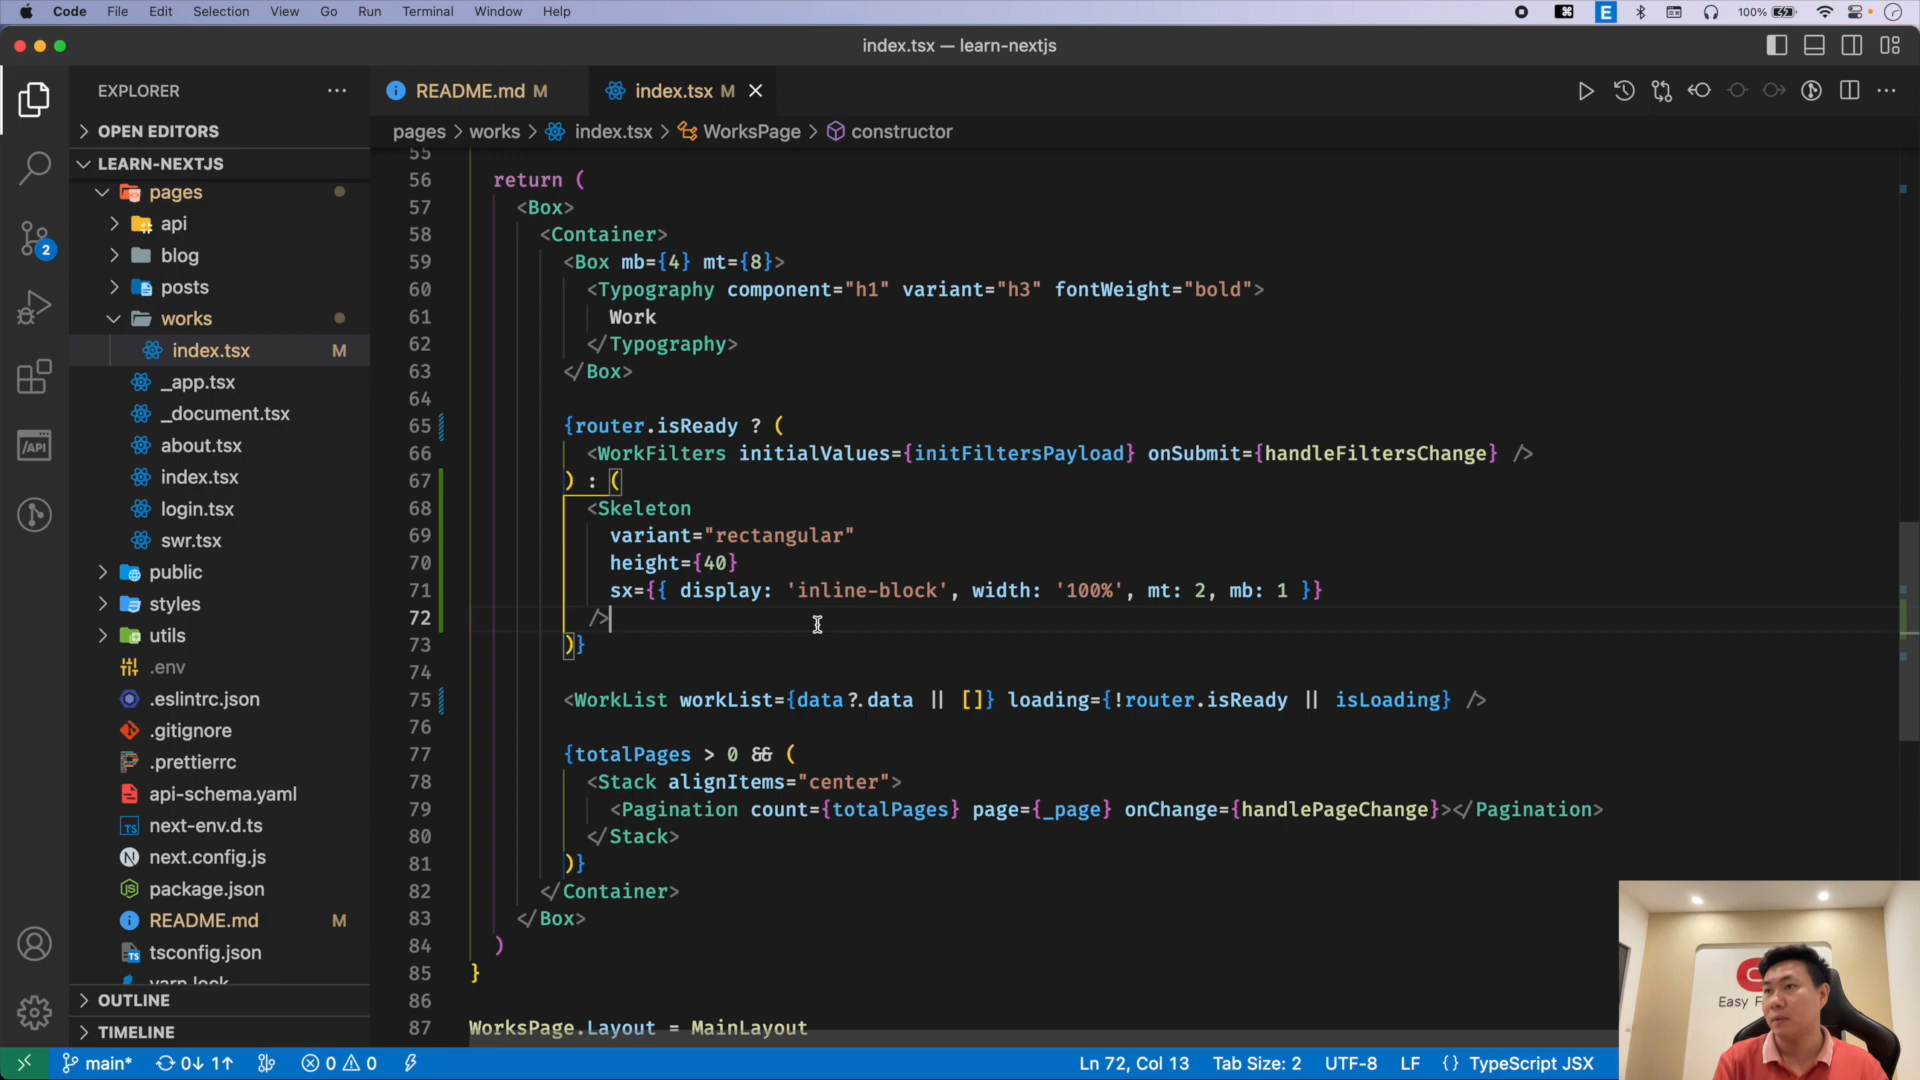 Code File Edit Selection View Go Run Terminal Window Help
E 100%
index.tsx — learn-nextjs
EXPLORER
README.md M
index.tsx M
OPEN EDITORS
pages > works > index.tsx > WorksPage > constructor
LEARN-NEXTJS
pages
api
blog
posts
works
index.tsx M
_app.tsx
_document.tsx
about.tsx
index.tsx
login.tsx
swr.tsx
public
styles
utils
.env
.eslintrc.json
.gitignore
.prettierrc
api-schema.yaml
next-env.d.ts
next.config.js
package.json
README.md M
tsconfig.json
yarn.lock
OUTLINE
TIMELINE
2
/API
55
56 return (
57 <Box>
58 <Container>
59 <Box mb={4} mt={8}>
60 <Typography component="h1" variant="h3" fontWeight="bold">
61 Work
62 </Typography>
63 </Box>
64
65 {router.isReady ? (
66 <WorkFilters initialValues={initFiltersPayload} onSubmit={handleFiltersChange} />
67 ) : (
68 <Skeleton
69 variant="rectangular"
70 height={40}
71 sx={{ display: 'inline-block', width: '100%', mt: 2, mb: 1 }}
72 />
73 )}
74
75 <WorkList workList={data?.data || []} loading={!router.isReady || isLoading} />
76
77 {totalPages > 0 && (
78 <Stack alignItems="center">
79 <Pagination count={totalPages} page={_page} onChange={handlePageChange}></Pagination>
80 </Stack>
81 )}
82 </Container>
83 </Box>
84 )
85 }
86
87 WorksPage.Layout = MainLayout
Easy F
main* 0↓ 1↑ 0 0
Ln 72, Col 13 Tab Size: 2 UTF-8 LF {} TypeScript JSX